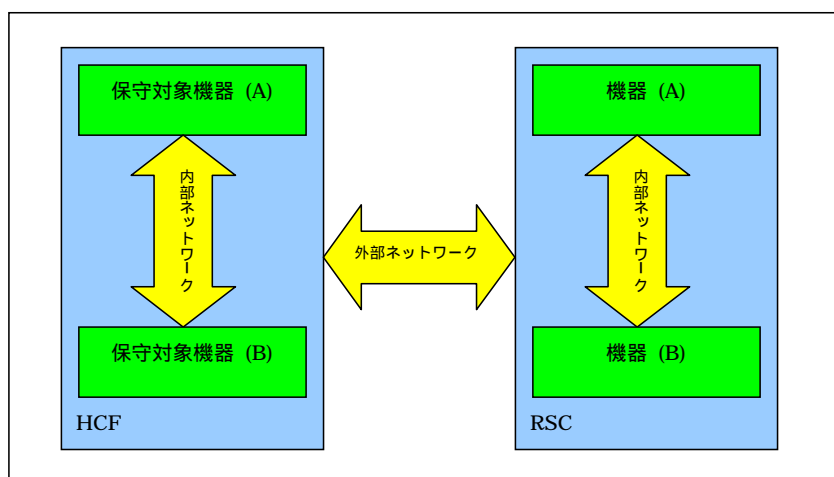 保守対象機器 (A)
内部ネットワーク
保守対象機器 (B)
HCF
外部ネットワーク
機器 (A)
内部ネットワーク
機器 (B)
RSC